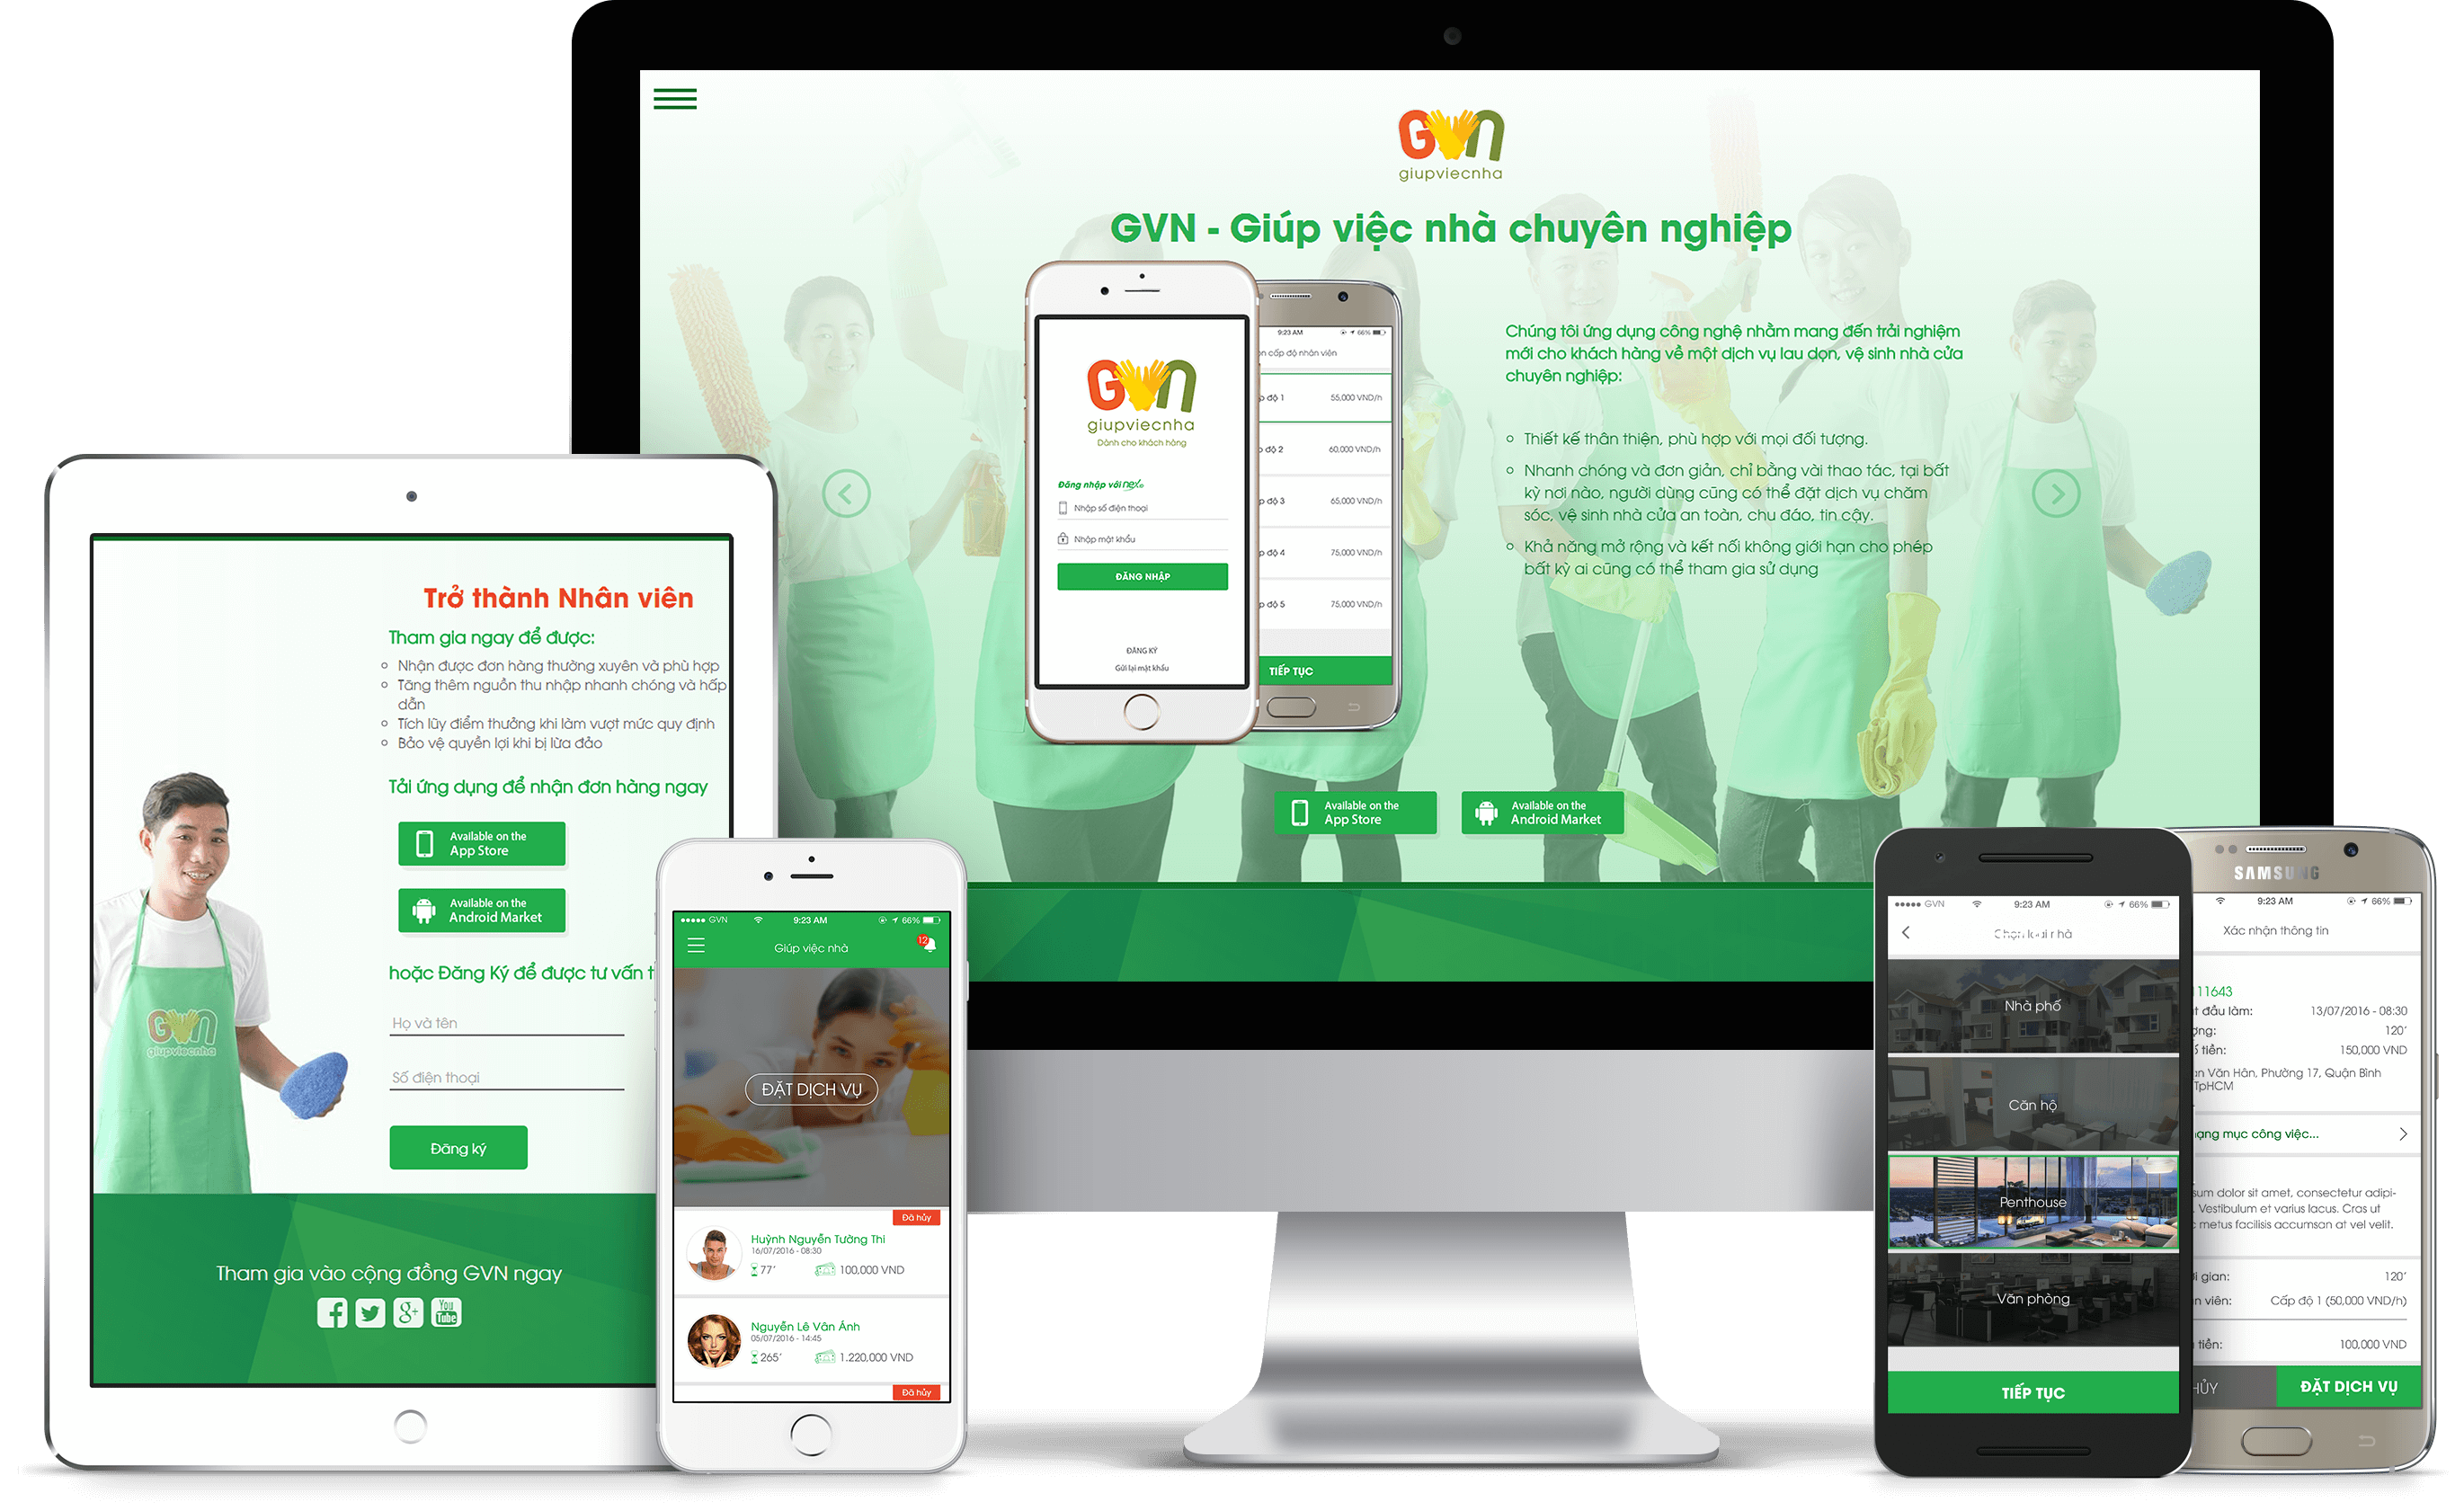 GVN
giupviecnha
GVN - Giúp việc nhà chuyên nghiệp
GVN
giupviecnha
Dành cho khách hàng
Đăng nhập với
Nhập số điện thoại
Nhập mật khẩu
ĐĂNG NHẬP
ĐĂNG KÝ
Gửi lại mật khẩu
9:23 AM
66%
cấp độ nhân viên
độ 1 55,000 VND/h
độ 2 60,000 VND/h
độ 3 65,000 VND/h
độ 4 75,000 VND/h
độ 5 75,000 VND/h
TIẾP TỤC
Chúng tôi ứng dụng công nghệ nhằm mang đến trải nghiệm
mới cho khách hàng về một dịch vụ lau dọn, vệ sinh nhà cửa
chuyên nghiệp:
Thiết kế thân thiện, phù hợp với mọi đối tượng.
Nhanh chóng và đơn giản, chỉ bằng vài thao tác, tại bất
kỳ nơi nào, người dùng cũng có thể đặt dịch vụ chăm
sóc, vệ sinh nhà cửa an toàn, chu đáo, tin cậy.
Khả năng mở rộng và kết nối không giới hạn cho phép
bất kỳ ai cũng có thể tham gia sử dụng
Available on the
App Store
Available on the
Android Market
Trở thành Nhân viên
Tham gia ngay để được:
Nhận được đơn hàng thường xuyên và phù hợp
Tăng thêm nguồn thu nhập nhanh chóng và hấp
dẫn
Tích lũy điểm thưởng khi làm vượt mức quy định
Bảo vệ quyền lợi khi bị lừa đảo
Tải ứng dụng để nhận đơn hàng ngay
Available on the
App Store
Available on the
Android Market
hoặc Đăng Ký để được tư vấn t
Họ và tên
Số điện thoại
Đăng ký
GVN
giupviecnha
Tham gia vào cộng đồng GVN ngay
You
Tube
GVN 9:23 AM 66%
Giúp việc nhà
12
ĐẶT DỊCH VỤ
Đã hủy
Huỳnh Nguyễn Tường Thi
16/07/2016 - 08:30
77' 100,000 VND
Nguyễn Lê Vân Ánh
05/07/2016 - 14:45
265' 1.220,000 VND
Đã hủy
GVN 9:23 AM 66%
Chọn loại nhà
Nhà phố
Căn hộ
Penthouse
Văn phòng
TIẾP TỤC
SAMSUNG
9:23 AM 66%
Xác nhận thông tin
111643
t đầu làm: 13/07/2016 - 08:30
ợng: 120'
ố tiền: 150,000 VND
ăn Văn Hân, Phường 17, Quận Bình
TpHCM
ạng mục công việc...
sum dolor sit amet, consectetur adipi-
. Vestibulum et varius lacus. Cras ut
metus facilisis accumsan at vel velit.
i gian: 120'
n viên: Cấp độ 1 (50,000 VND/h)
tiền: 100,000 VND
HỦY
ĐẶT DỊCH VỤ